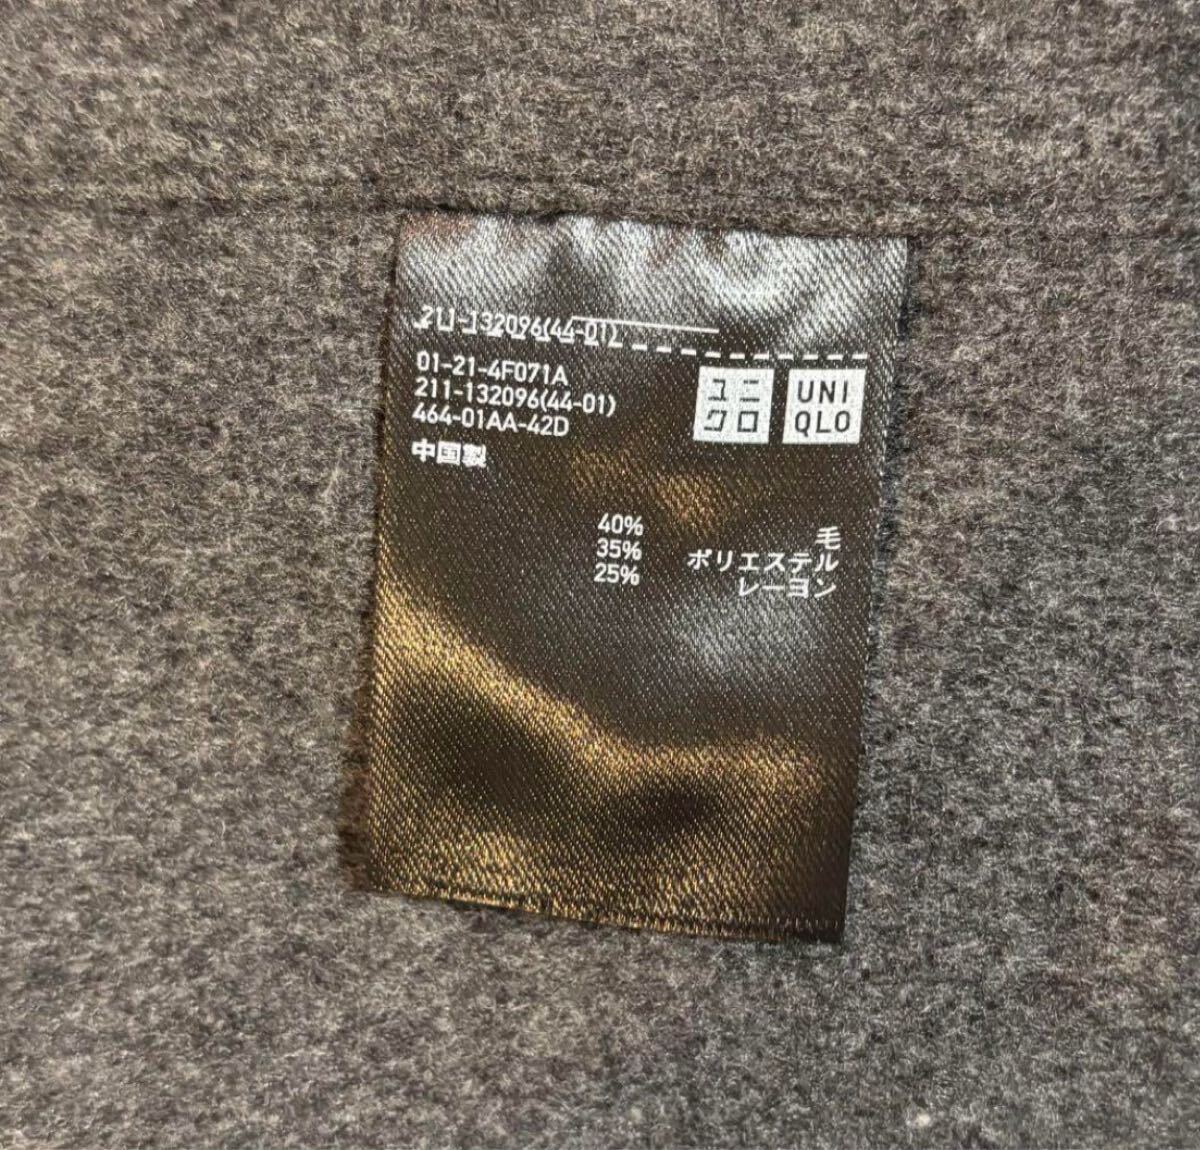 211-132096(44-01)
01-21-4F071A
211-132096(44-01)
464-01AA-42D
中国製
ユニ
クロ
UNI
QLO
40% 毛
35% ポリエステル
25% レーヨン